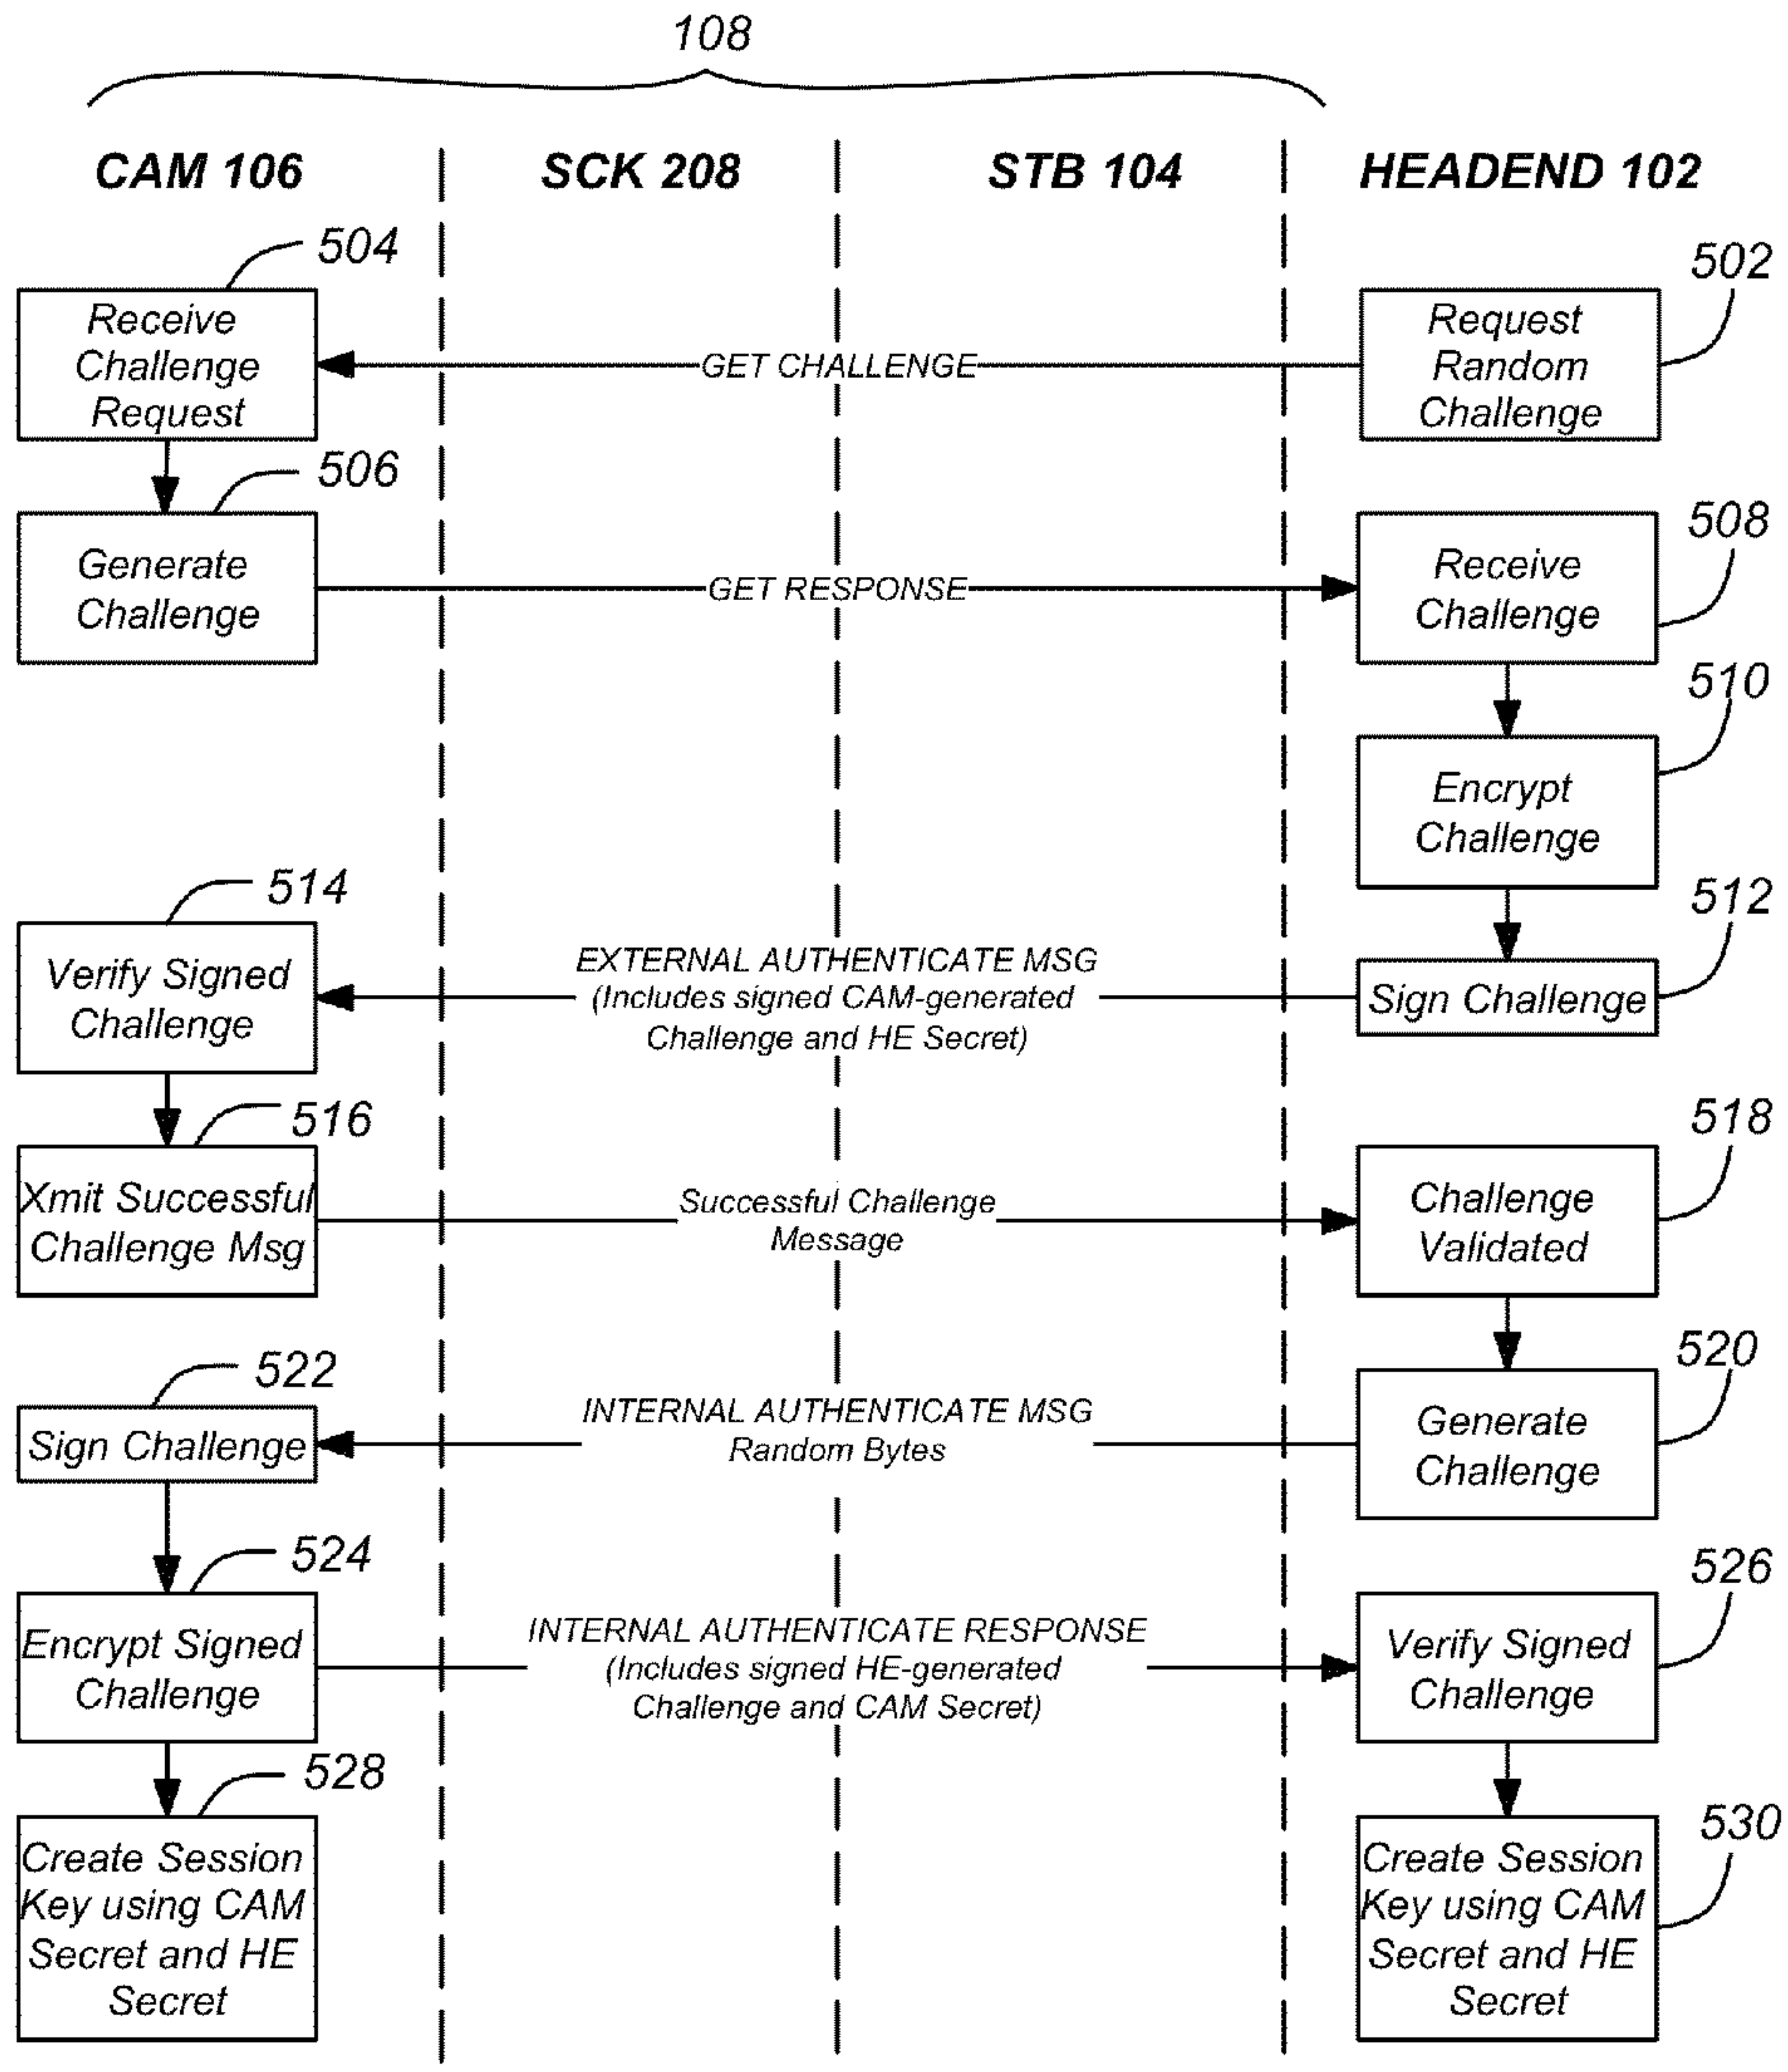 108
CAM 106
SCK 208
STB 104
HEADEND 102
504
502
Receive
Challenge
Request
GET CHALLENGE
Request
Random
Challenge
506
508
Generate
Challenge
GET RESPONSE
Receive
Challenge
510
Encrypt
Challenge
514
512
Verify Signed
Challenge
EXTERNAL AUTHENTICATE MSG
(Includes signed CAM-generated
Challenge and HE Secret)
Sign Challenge
516
518
Xmit Successful
Challenge Msg
Successful Challenge
Message
Challenge
Validated
522
520
Sign Challenge
INTERNAL AUTHENTICATE MSG
Random Bytes
Generate
Challenge
524
526
Encrypt Signed
Challenge
INTERNAL AUTHENTICATE RESPONSE
(Includes signed HE-generated
Challenge and CAM Secret)
Verify Signed
Challenge
528
530
Create Session
Key using CAM
Secret and HE
Secret
Create Session
Key using CAM
Secret and HE
Secret